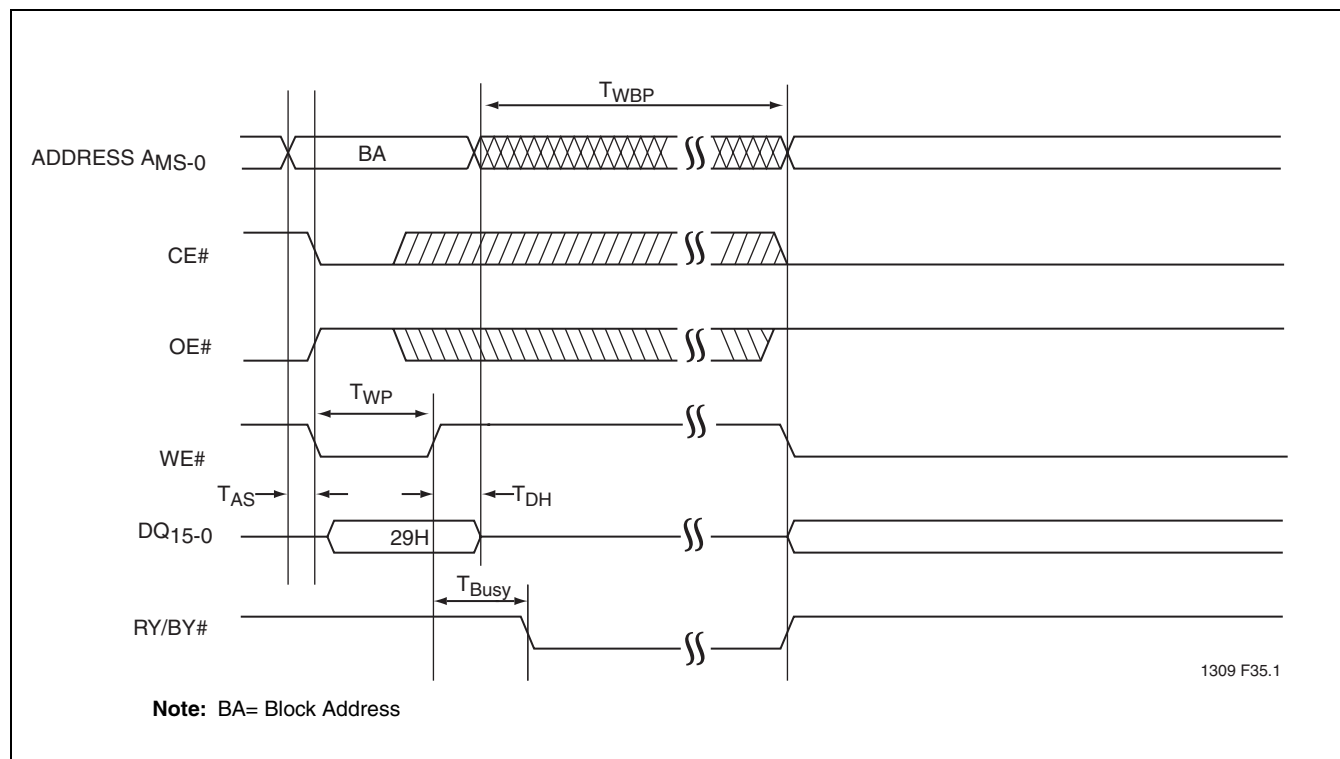 TWBP
ADDRESS AMS-0
BA
CE#
OE#
TWP
WE#
TAS
TDH
DQ15-0
29H
TBusy
RY/BY#
1309 F35.1
Note: BA= Block Address